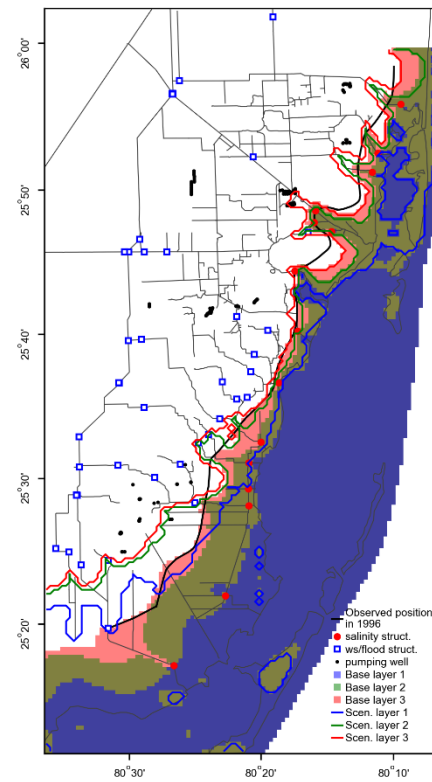 26° 00'
25° 50'
25° 40'
25° 30'
25° 20'
Observed position
in 1996
salinity struct.
ws/flood struct.
pumping well
Base layer 1
Base layer 2
Base layer 3
Scen. layer 1
Scen. layer 2
Scen. layer 3
80° 30' 80° 20' 80° 10'